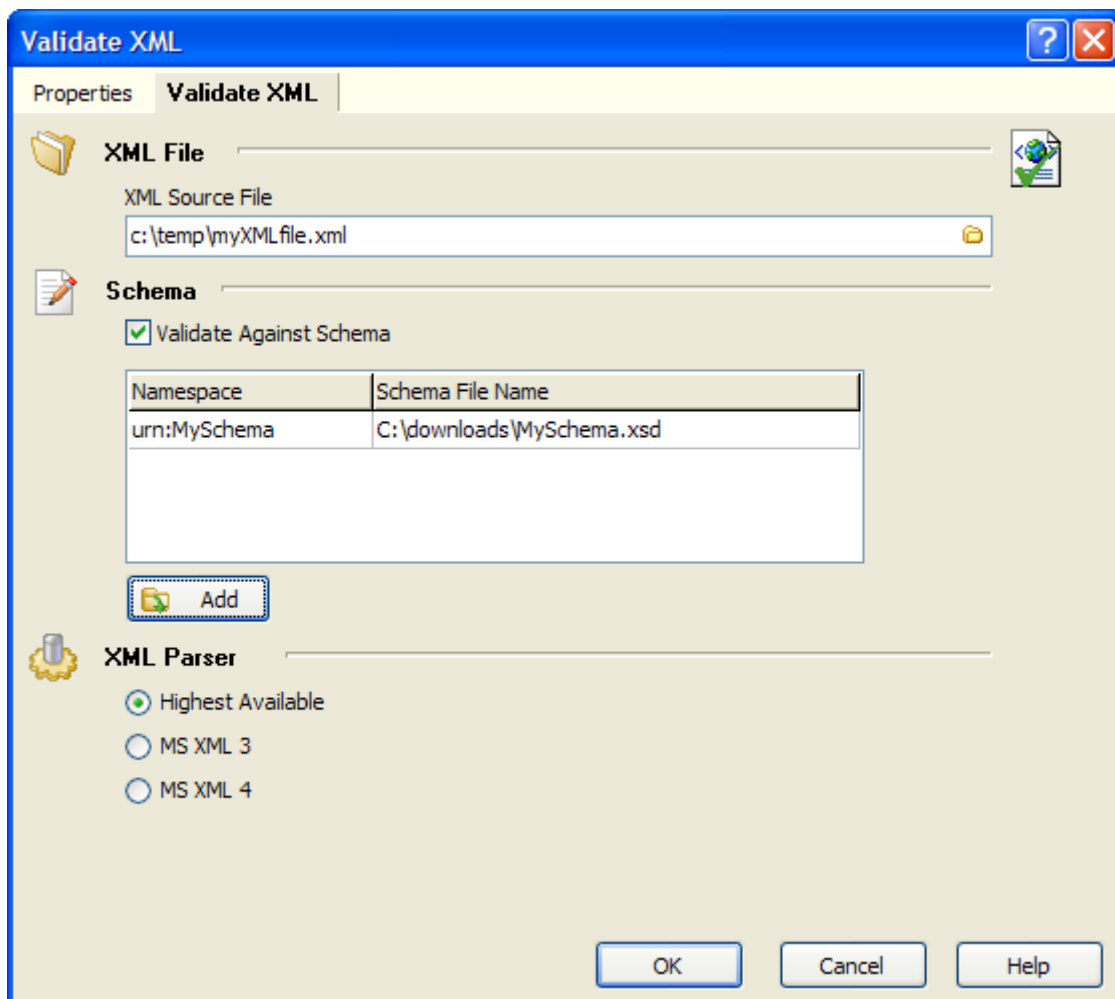 Validate XML
Properties Validate XML
XML File
XML Source File
c:\temp\myXMLfile.xml
Schema
Validate Against Schema
Namespace Schema File Name
urn:MySchema C:\downloads\MySchema.xsd
Add
XML Parser
Highest Available
MS XML 3
MS XML 4
OK Cancel Help